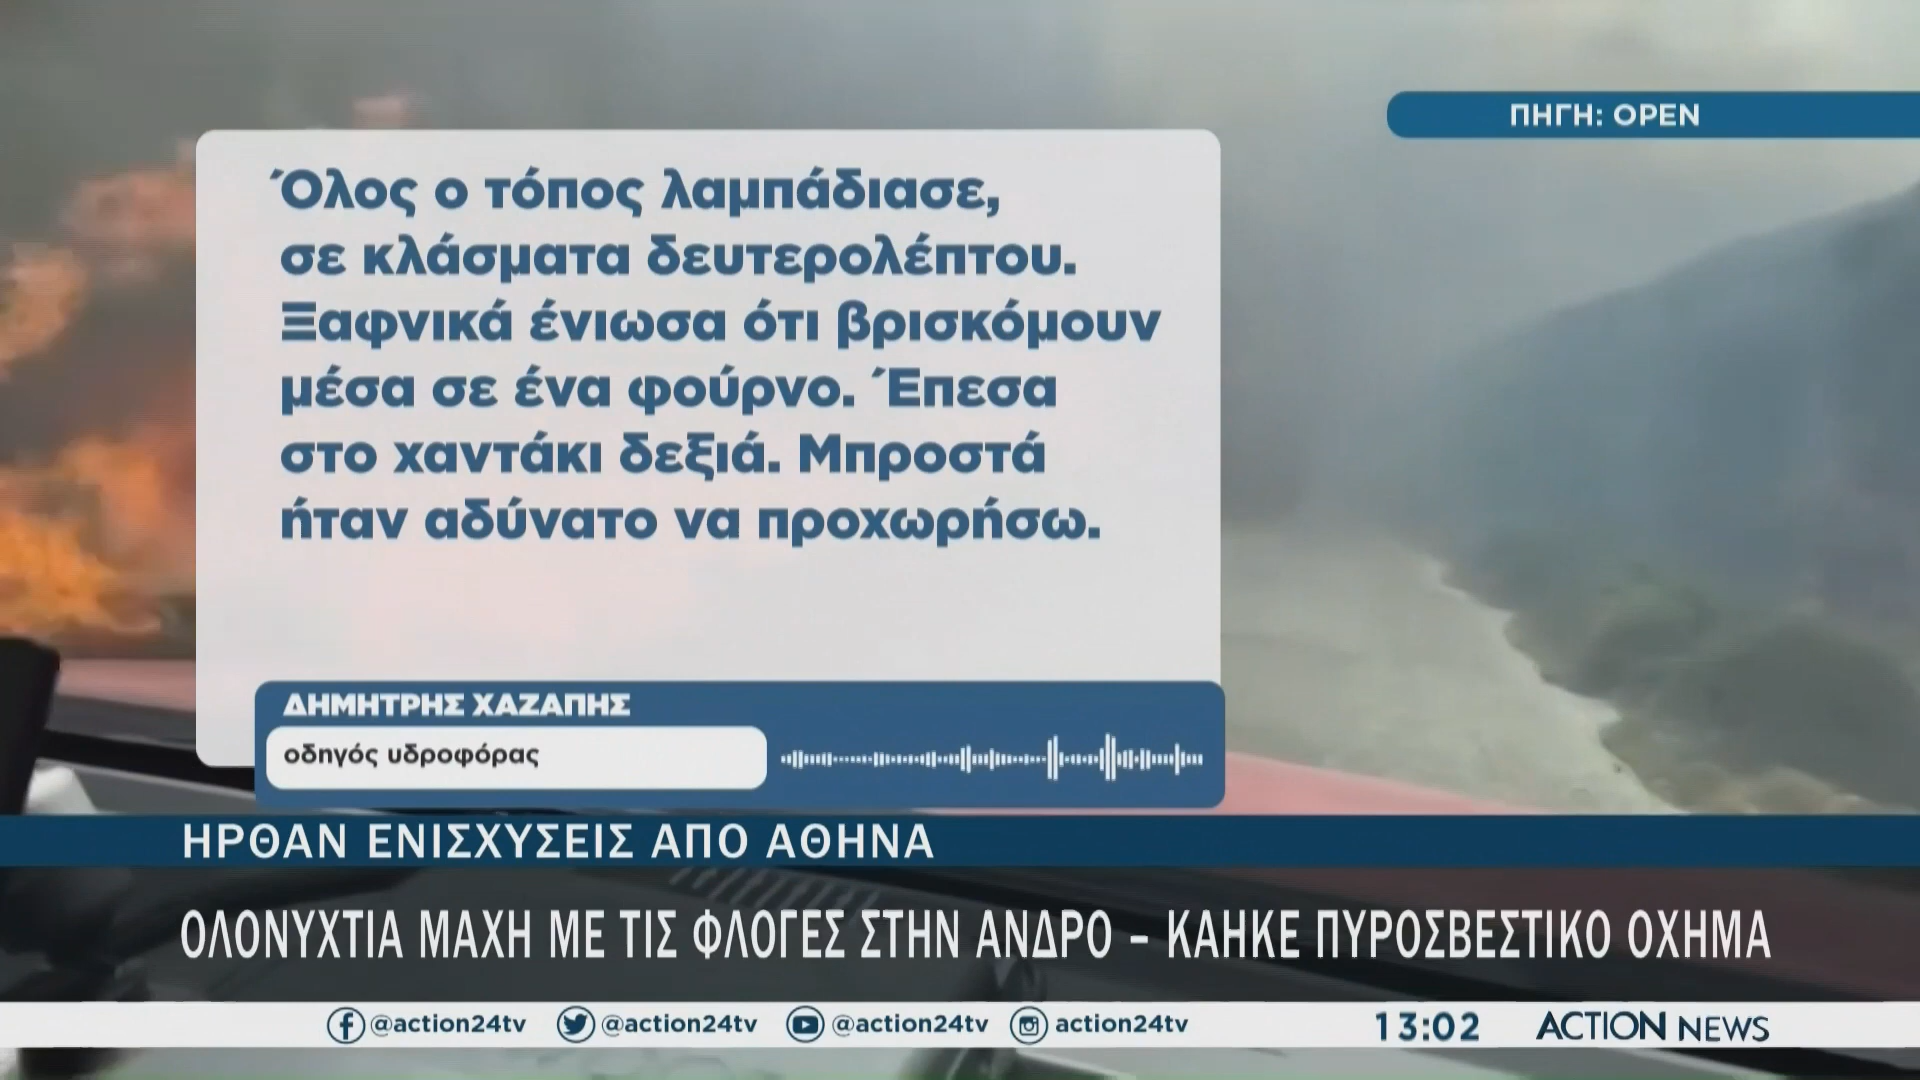 ΠΗΓΗ: OPEN
Όλος ο τόπος λαμπάδιασε,
σε κλάσματα δευτερολέπτου.
Ξαφνικά ένιωσα ότι βρισκόμουν
μέσα σε ένα φούρνο. Έπεσα
στο χαντάκι δεξιά. Μπροστά
ήταν αδύνατο να προχωρήσω.
ΔΗΜΗΤΡΗΣ ΧΑΖΑΠΗΣ
οδηγός υδροφόρας
ΗΡΘΑΝ ΕΝΙΣΧΥΣΕΙΣ ΑΠΟ ΑΘΗΝΑ
ΟΛΟΝΥΧΤΙΑ ΜΑΧΗ ΜΕ ΤΙΣ ΦΛΟΓΕΣ ΣΤΗΝ ΑΝΔΡΟ – ΚΑΗΚΕ ΠΥΡΟΣΒΕΣΤΙΚΟ ΟΧΗΜΑ
@action24tv @action24tv @action24tv action24tv 13:02 ACTION NEWS